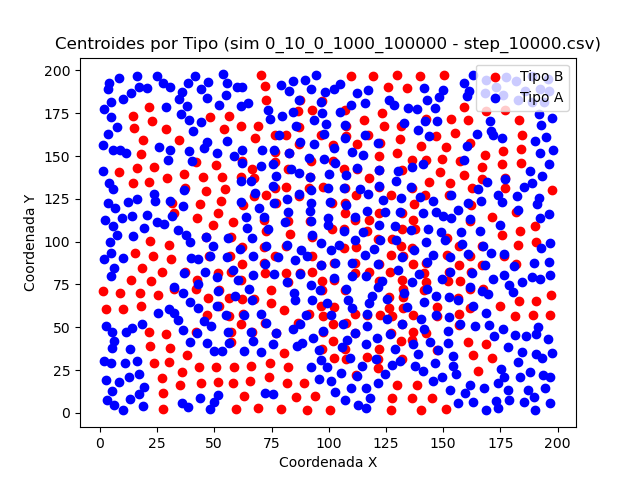 Centroides por Tipo (sim 0_10_0_1000_100000 - step_10000.csv)
Tipo B
Tipo A
Coordenada Y
200
175
150
125
100
75
50
25
0
0 25 50 75 100 125 150 175 200
Coordenada X